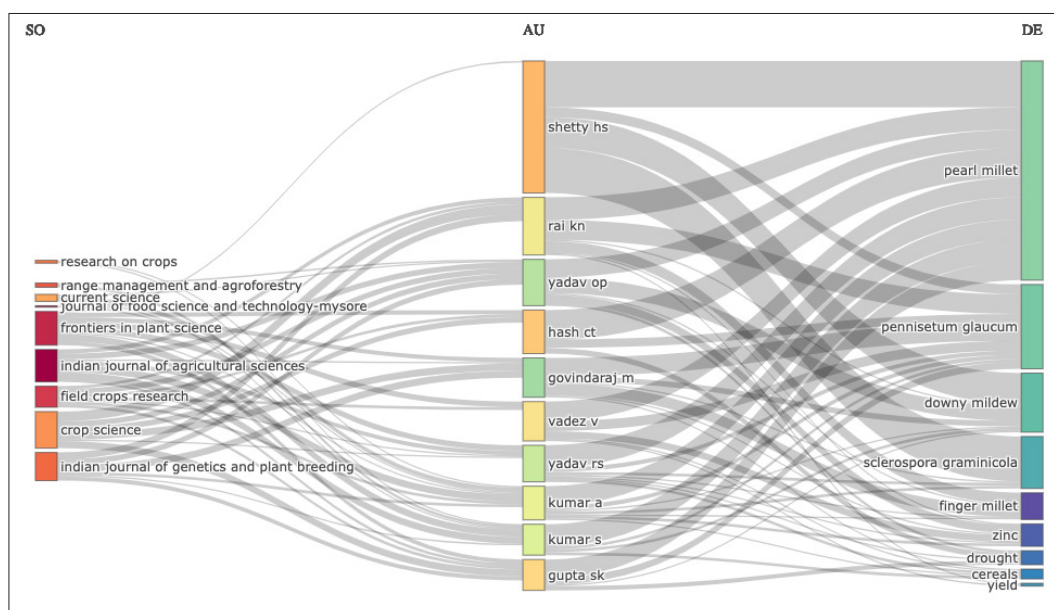 SO
AU
DE
research on crops
range management and agroforestry
current science
journal of food science and technology-mysore
frontiers in plant science
indian journal of agricultural sciences
field crops research
crop science
indian journal of genetics and plant breeding
shetty hs
rai kn
yadav op
hash ct
govindaraj m
vadez v
yadav rs
kumar a
kumar s
gupta sk
pearl millet
pennisetum glaucum
downy mildew
sclerospora graminicola
finger millet
zinc
drought
cereals
yield